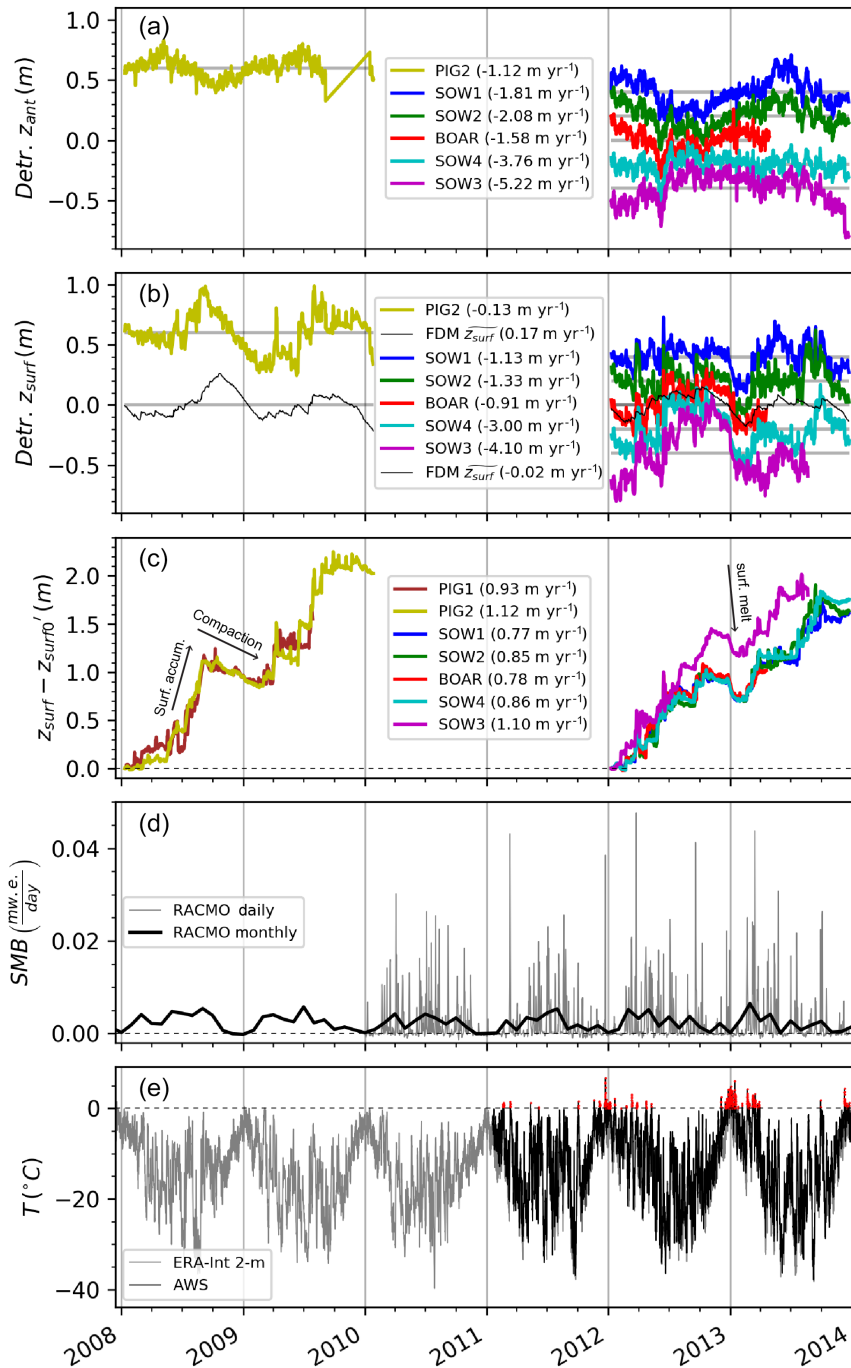 (a)
Detr. z_ant (m)
1.0
0.5
0.0
−0.5
PIG2 (-1.12 m yr⁻¹)
SOW1 (-1.81 m yr⁻¹)
SOW2 (-2.08 m yr⁻¹)
BOAR (-1.58 m yr⁻¹)
SOW4 (-3.76 m yr⁻¹)
SOW3 (-5.22 m yr⁻¹)
(b)
Detr. z_surf (m)
1.0
0.5
0.0
−0.5
PIG2 (-0.13 m yr⁻¹)
FDM z_surf (0.17 m yr⁻¹)
SOW1 (-1.13 m yr⁻¹)
SOW2 (-1.33 m yr⁻¹)
BOAR (-0.91 m yr⁻¹)
SOW4 (-3.00 m yr⁻¹)
SOW3 (-4.10 m yr⁻¹)
FDM z_surf (-0.02 m yr⁻¹)
(c)
z_surf − z_surf0′ (m)
2.0
1.5
1.0
0.5
0.0
Surf. accum.
Compaction
surf. melt
PIG1 (0.93 m yr⁻¹)
PIG2 (1.12 m yr⁻¹)
SOW1 (0.77 m yr⁻¹)
SOW2 (0.85 m yr⁻¹)
BOAR (0.78 m yr⁻¹)
SOW4 (0.86 m yr⁻¹)
SOW3 (1.10 m yr⁻¹)
(d)
SMB (mw.e./day)
0.04
0.02
0.00
RACMO daily
RACMO monthly
(e)
T (°C)
0
−20
−40
ERA-Int 2-m
AWS
2008 2009 2010 2011 2012 2013 2014